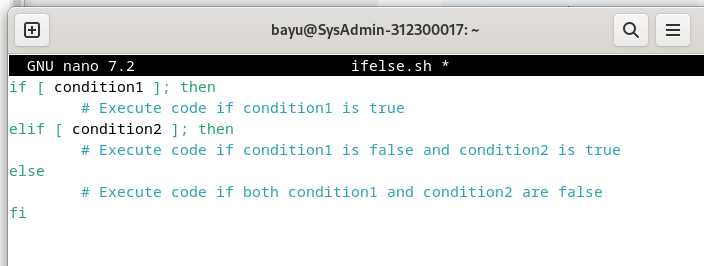 bayu@SysAdmin-312300017: ~
GNU nano 7.2 ifelse.sh *
if [ condition1 ]; then
# Execute code if condition1 is true
elif [ condition2 ]; then
# Execute code if condition1 is false and condition2 is true
else
# Execute code if both condition1 and condition2 are false
fi